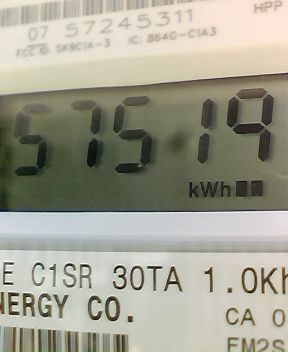 HPP
07 57245311
FCC ID: SK9C1A-3 IC: 864G-C1A3
57519
kWh
E C1SR 30TA 1.0Kh
NERGY CO.
CA 0
FM2S